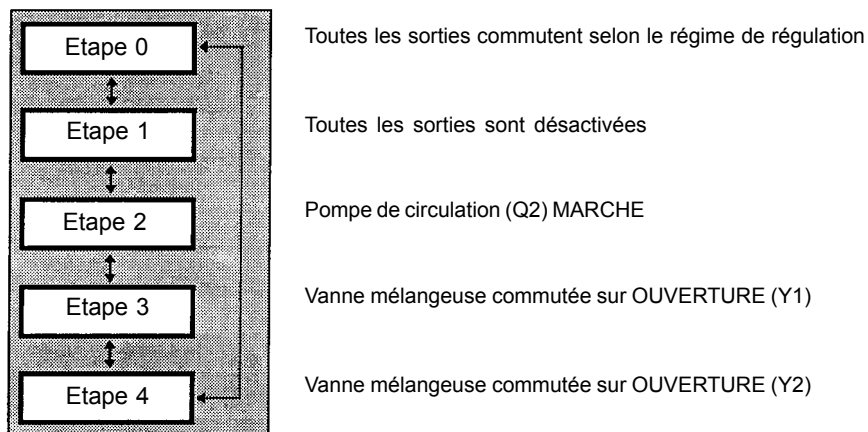 Etape 0 Toutes les sorties commutent selon le régime de régulation
Etape 1 Toutes les sorties sont désactivées
Etape 2 Pompe de circulation (Q2) MARCHE
Etape 3 Vanne mélangeuse commutée sur OUVERTURE (Y1)
Etape 4 Vanne mélangeuse commutée sur OUVERTURE (Y2)